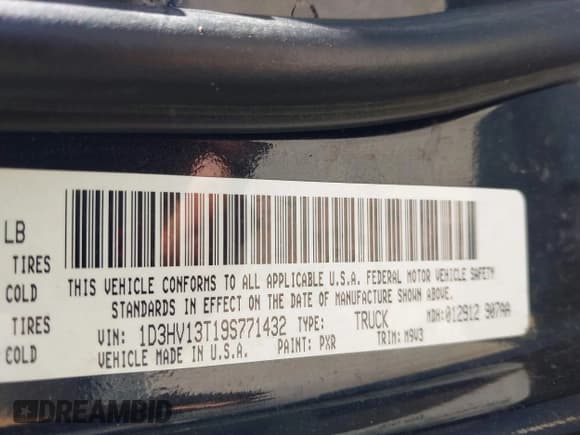 LB
TIRES
COLD
TIRES
COLD
THIS VEHICLE CONFORMS TO ALL APPLICABLE U.S.A. FEDERAL MOTOR VEHICLE SAFETY
STANDARDS IN EFFECT ON THE DATE OF MANUFACTURE SHOWN ABOVE.
VIN: 1D3HV13T19S771432 TYPE: TRUCK MDH: 012912 907AA
VEHICLE MADE IN U.S.A. PAINT: PXR TRIM: M9V3
DREAMBID